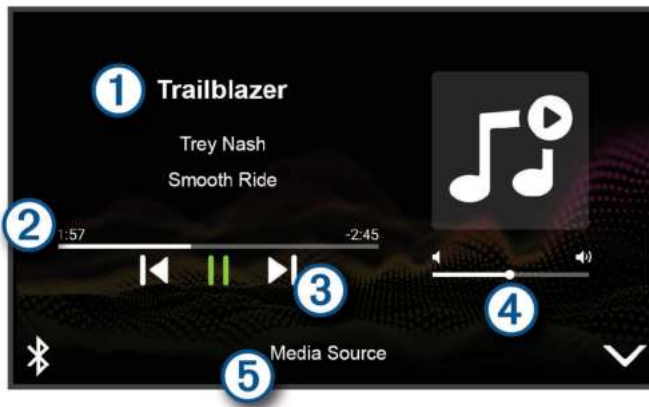 1 Trailblazer
Trey Nash
Smooth Ride
2
1:57 -2:45
3
4
Media Source
5